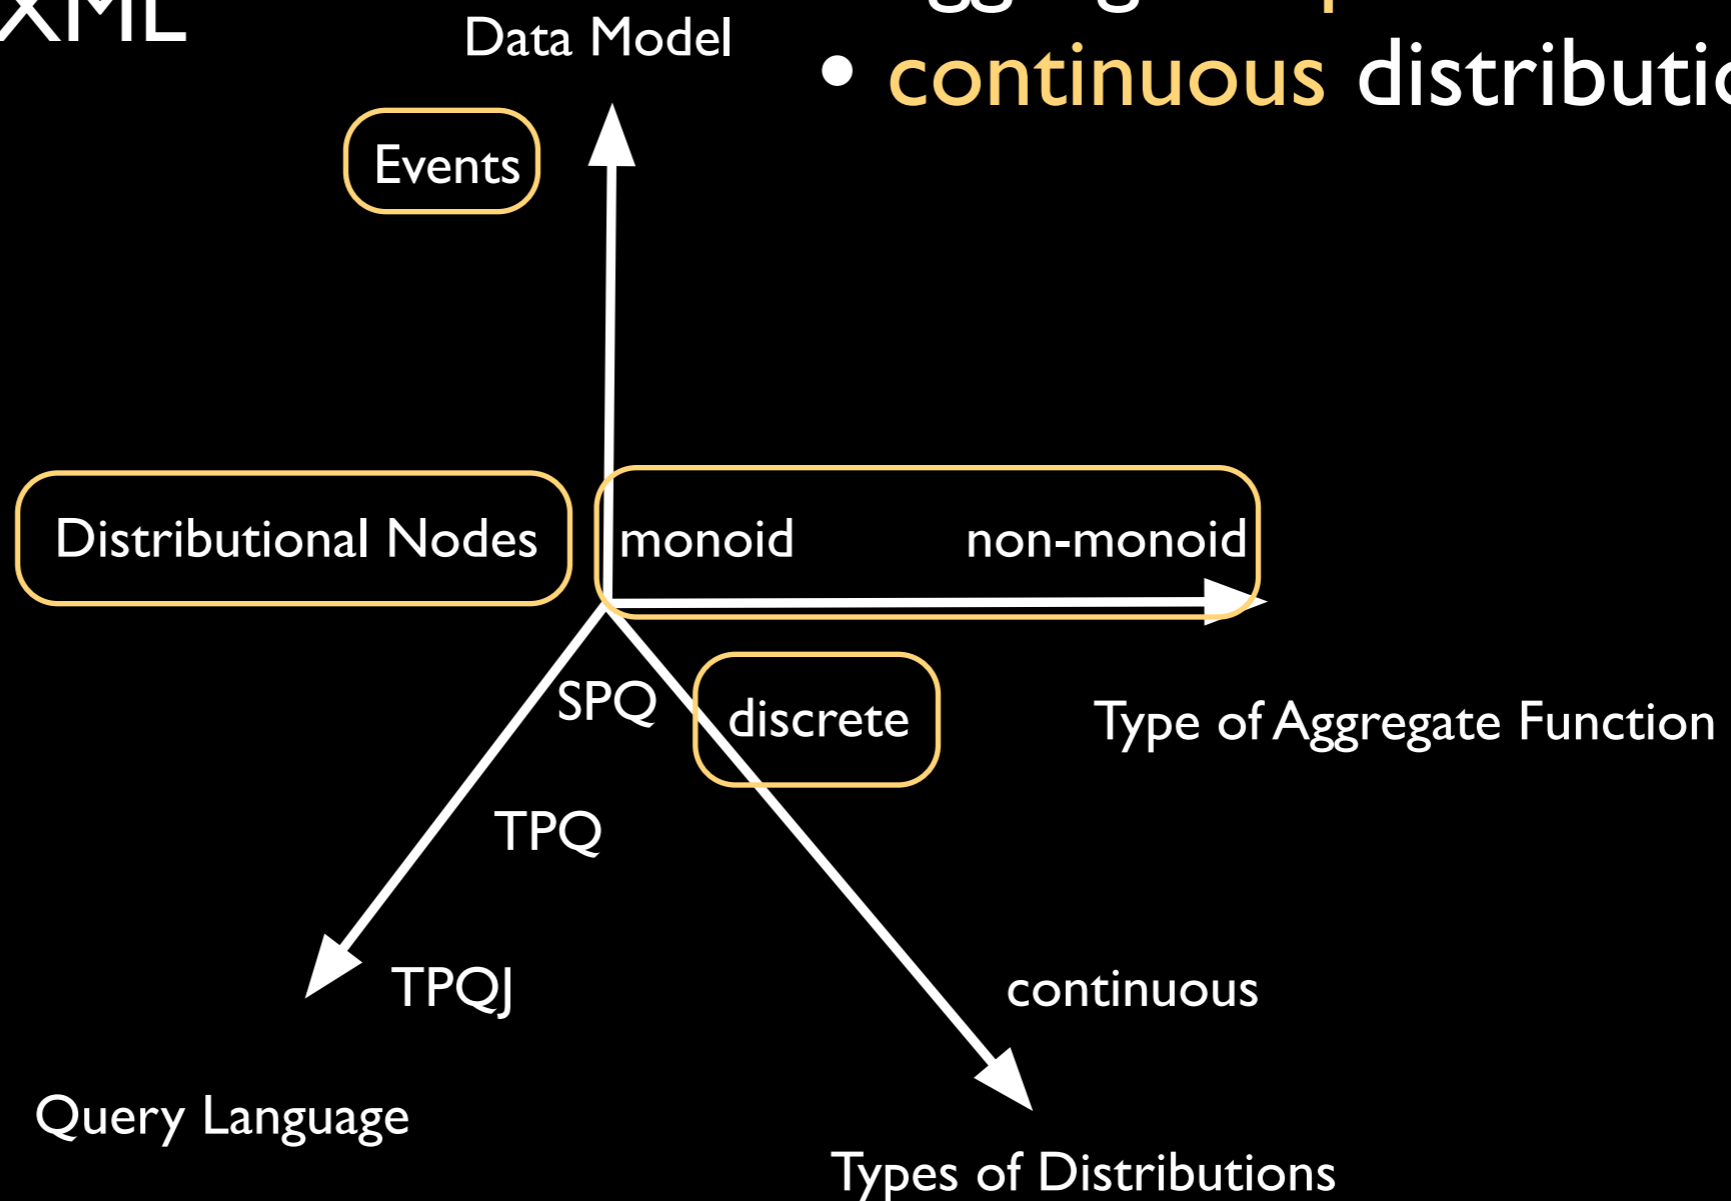 XML
Data Model
• continuous
Events
Distributional Nodes
monoid
non-monoid
SPQ
discrete
Type of Aggregate Function
TPQ
TPQJ
continuous
Query Language
Types of Distributions